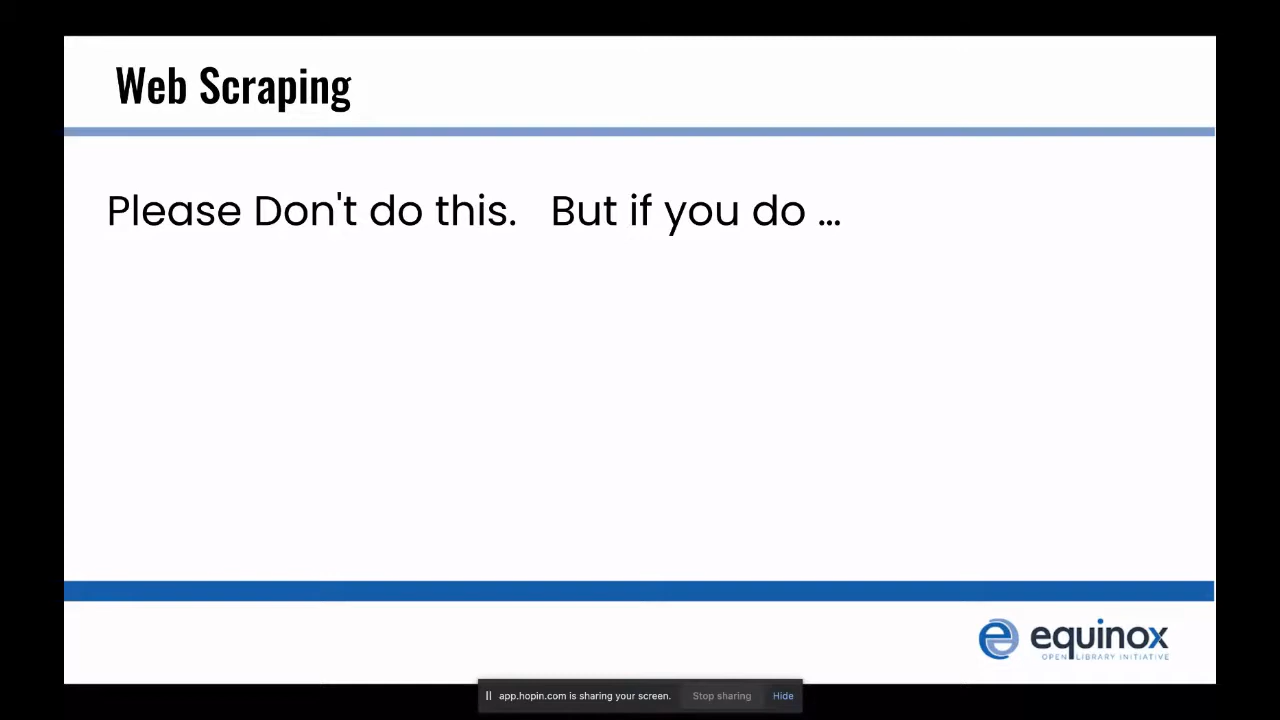 Web Scraping
Please Don't do this. But if you do ...
equinox
OPEN LIBRARY INITIATIVE
app.hopin.com is sharing your screen. Stop sharing Hide